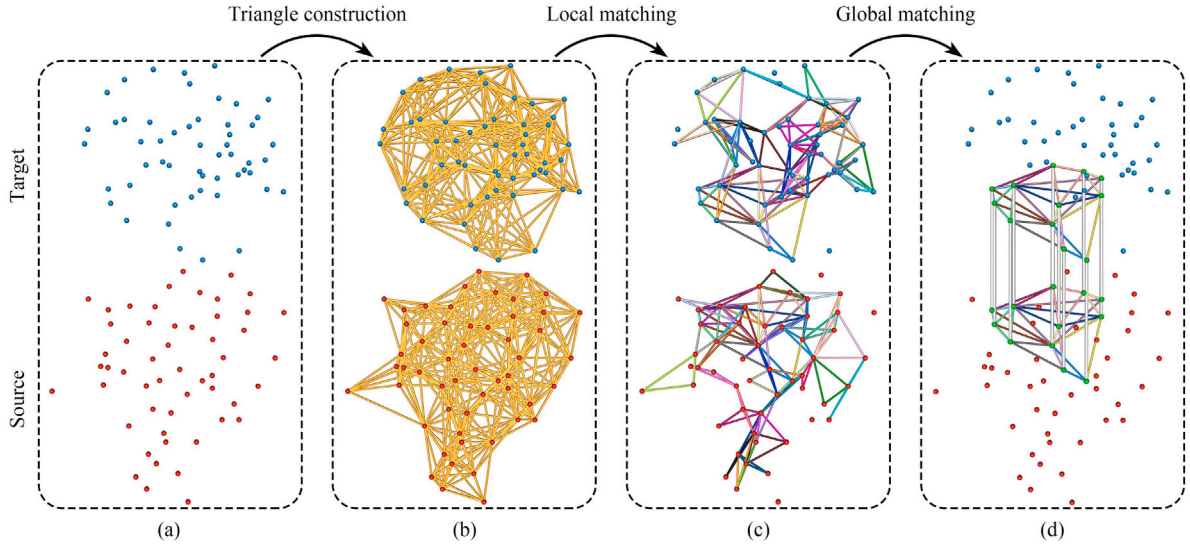 Triangle construction
Local matching
Global matching
Target
Source
(a)
(b)
(c)
(d)